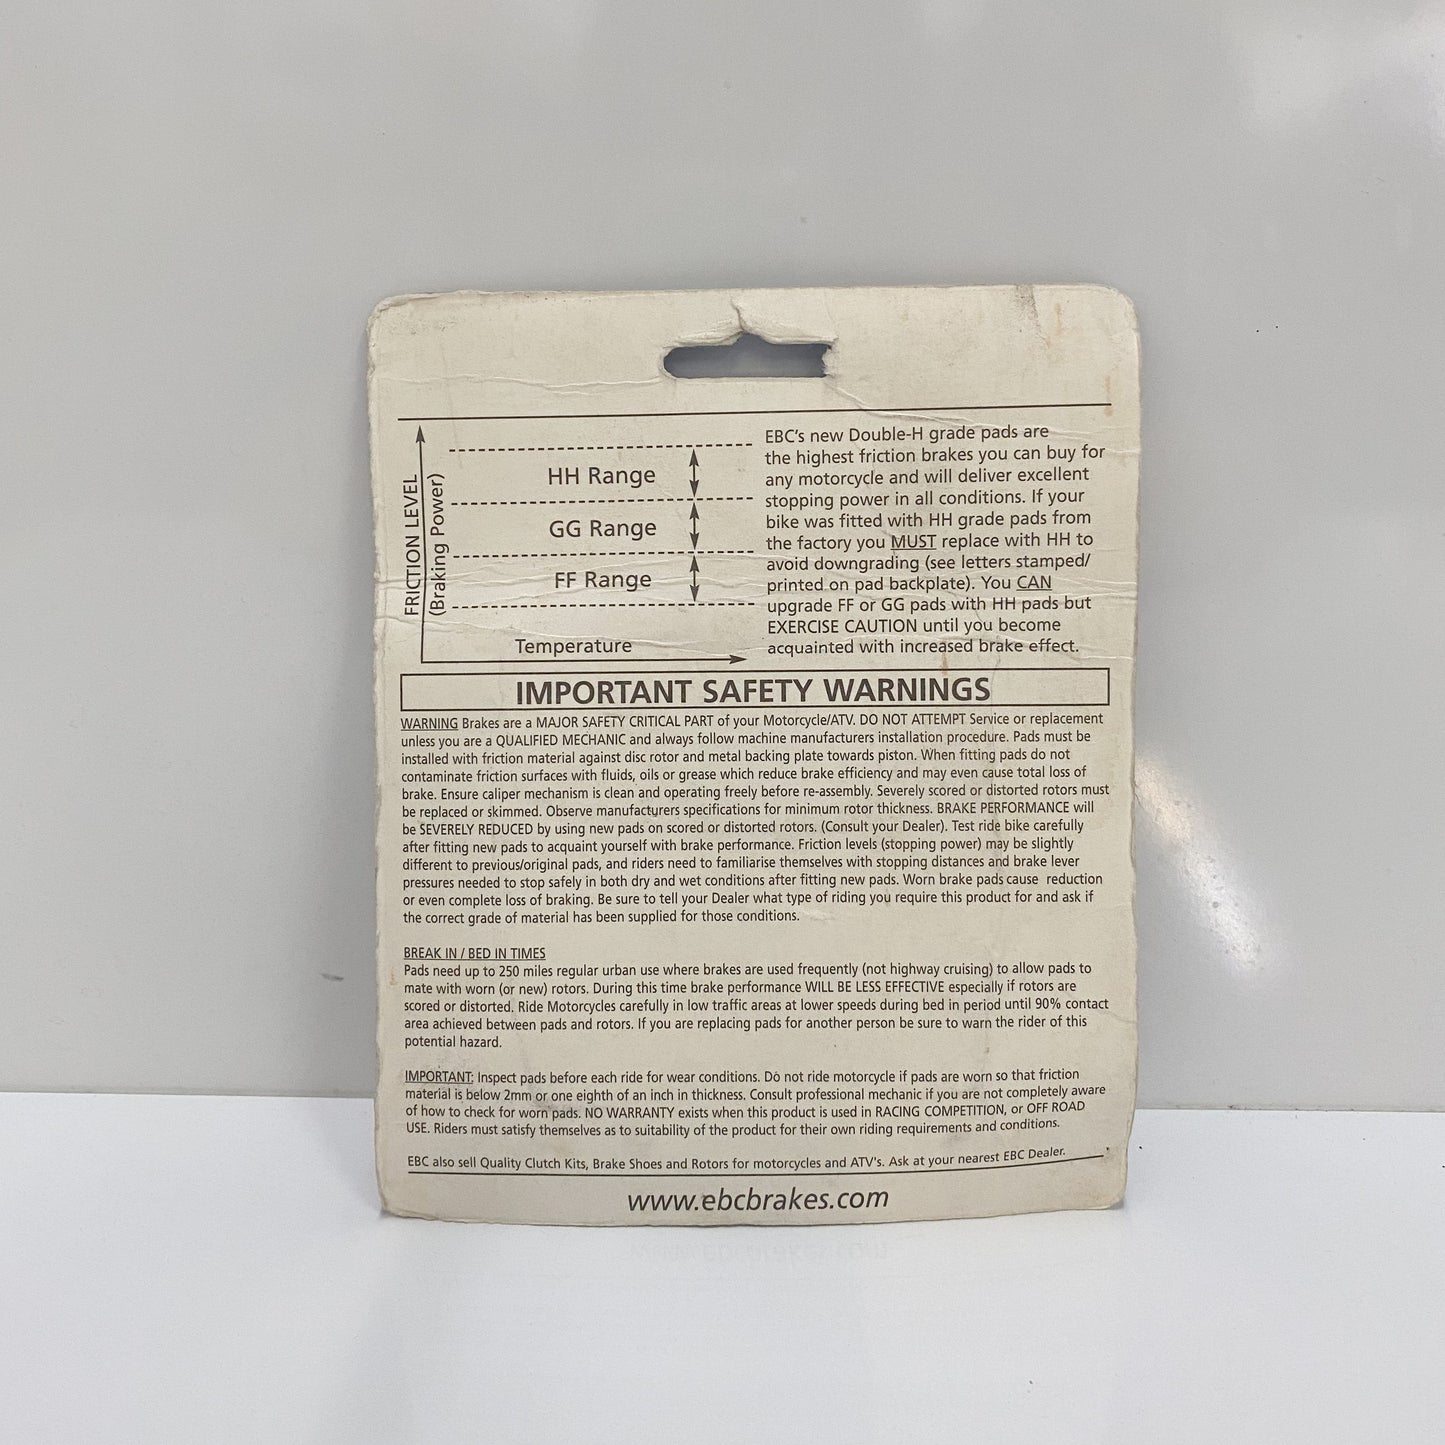 FRICTION LEVEL
(Braking Power)
HH Range
GG Range
FF Range
Temperature
EBC's new Double-H grade pads are
the highest friction brakes you can buy for
any motorcycle and will deliver excellent
stopping power in all conditions. If your
bike was fitted with HH grade pads from
the factory you MUST replace with HH to
avoid downgrading (see letters stamped/
printed on pad backplate). You CAN
upgrade FF or GG pads with HH pads but
EXERCISE CAUTION until you become
acquainted with increased brake effect.
IMPORTANT SAFETY WARNINGS
WARNING Brakes are a MAJOR SAFETY CRITICAL PART of your Motorcycle/ATV. DO NOT ATTEMPT Service or replacement
unless you are a QUALIFIED MECHANIC and always follow machine manufacturers installation procedure. Pads must be
installed with friction material against disc rotor and metal backing plate towards piston. When fitting pads do not
contaminate friction surfaces with fluids, oils or grease which reduce brake efficiency and may even cause total loss of
brake. Ensure caliper mechanism is clean and operating freely before re-assembly. Severely scored or distorted rotors must
be replaced or skimmed. Observe manufacturers specifications for minimum rotor thickness. BRAKE PERFORMANCE will
be SEVERELY REDUCED by using new pads on scored or distorted rotors. (Consult your Dealer). Test ride bike carefully
after fitting new pads to acquaint yourself with brake performance. Friction levels (stopping power) may be slightly
different to previous/original pads, and riders need to familiarise themselves with stopping distances and brake lever
pressures needed to stop safely in both dry and wet conditions after fitting new pads. Worn brake pads cause reduction
or even complete loss of braking. Be sure to tell your Dealer what type of riding you require this product for and ask if
the correct grade of material has been supplied for those conditions.
BREAK IN / BED IN TIMES
Pads need up to 250 miles regular urban use where brakes are used frequently (not highway cruising) to allow pads to
mate with worn (or new) rotors. During this time brake performance WILL BE LESS EFFECTIVE especially if rotors are
scored or distorted. Ride Motorcycles carefully in low traffic areas at lower speeds during bed in period until 90% contact
area achieved between pads and rotors. If you are replacing pads for another person be sure to warn the rider of this
potential hazard.
IMPORTANT: Inspect pads before each ride for wear conditions. Do not ride motorcycle if pads are worn so that friction
material is below 2mm or one eighth of an inch in thickness. Consult professional mechanic if you are not completely aware
of how to check for worn pads. NO WARRANTY exists when this product is used in RACING COMPETITION, or OFF ROAD
USE. Riders must satisfy themselves as to suitability of the product for their own riding requirements and conditions.
EBC also sell Quality Clutch Kits, Brake Shoes and Rotors for motorcycles and ATV's. Ask at your nearest EBC Dealer.
www.ebcbrakes.com